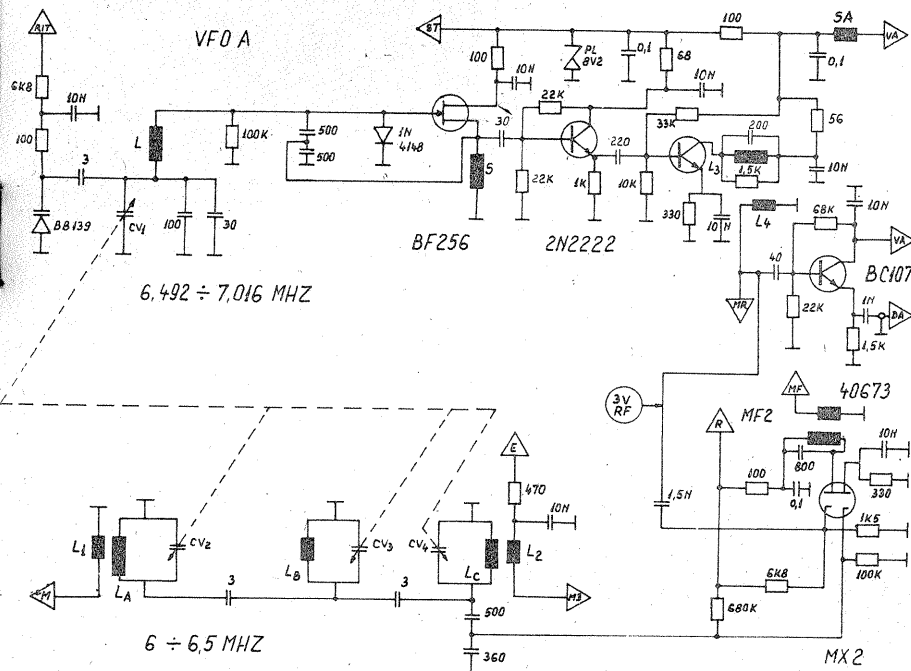 VFO A
RIT
6K8
10N
100
3
BB139
CV1
L
100
30
100K
500
500
1N
4148
6,492 ÷ 7,016 MHZ
8T
100
10N
30
S
BF256
PL
8V2
0,1
68
10N
22K
22K
1K
220
33K
10K
2N2222
100
5A
VA
0,1
56
200
L3
1,5K
10N
330
10N
L4
MR
40
68K
10N
VA
BC107
22K
1N
DA
1,5K
3V
RF
1,5N
R
MF2
MF
40673
100
800
0,1
10N
330
1K5
100K
6K8
680K
MX2
L1
LA
CV2
3
LB
CV3
3
CV4
LC
L2
E
470
10N
M3
500
360
6 ÷ 6,5 MHZ